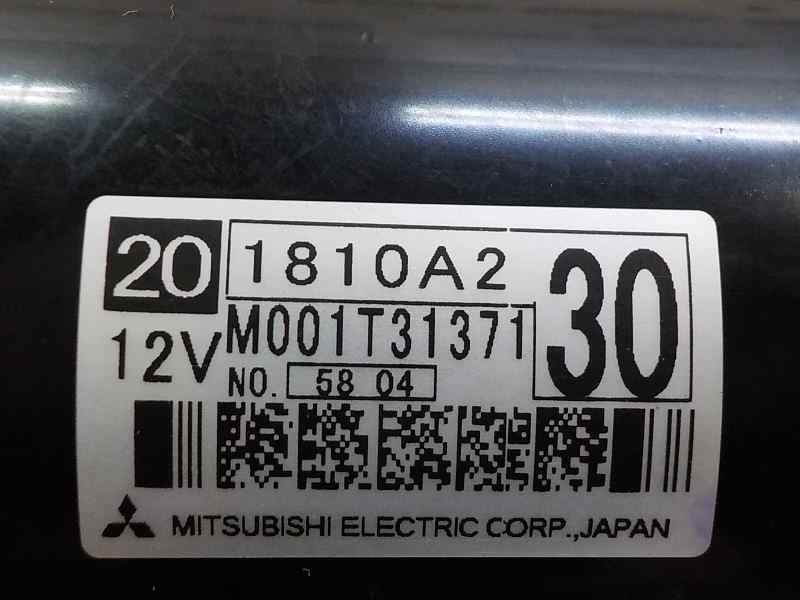 20 1810A2 30
12V M001T31371
NO. 58 04
MITSUBISHI ELECTRIC CORP.,JAPAN